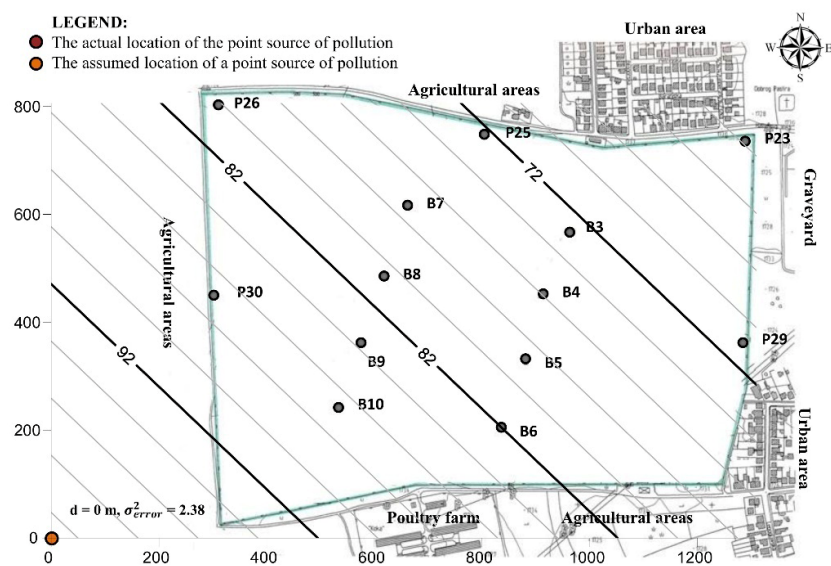 LEGEND:
The actual location of the point source of pollution
The assumed location of a point source of pollution
Urban area
N
W
E
S
Agricultural areas
800
P26
P25
P23
82
72
Graveyard
600
B7
B3
Agricultural areas
B8
P30
B4
400
92
B9
82
B5
P29
B10
200
B6
Urban area
d = 0 m, σ²error = 2.38
Poultry farm
Agricultural areas
0
0
200
400
600
800
1000
1200